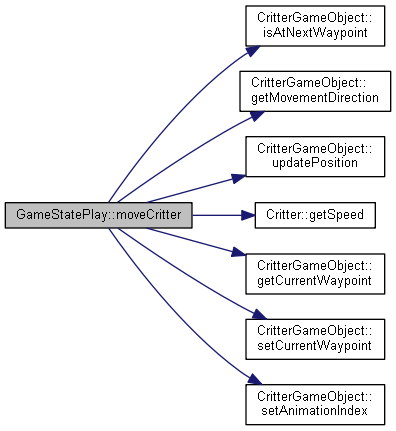 CritterGameObject::
isAtNextWaypoint
CritterGameObject::
getMovementDirection
CritterGameObject::
updatePosition
GameStatePlay::moveCritter
Critter::getSpeed
CritterGameObject::
getCurrentWaypoint
CritterGameObject::
setCurrentWaypoint
CritterGameObject::
setAnimationIndex